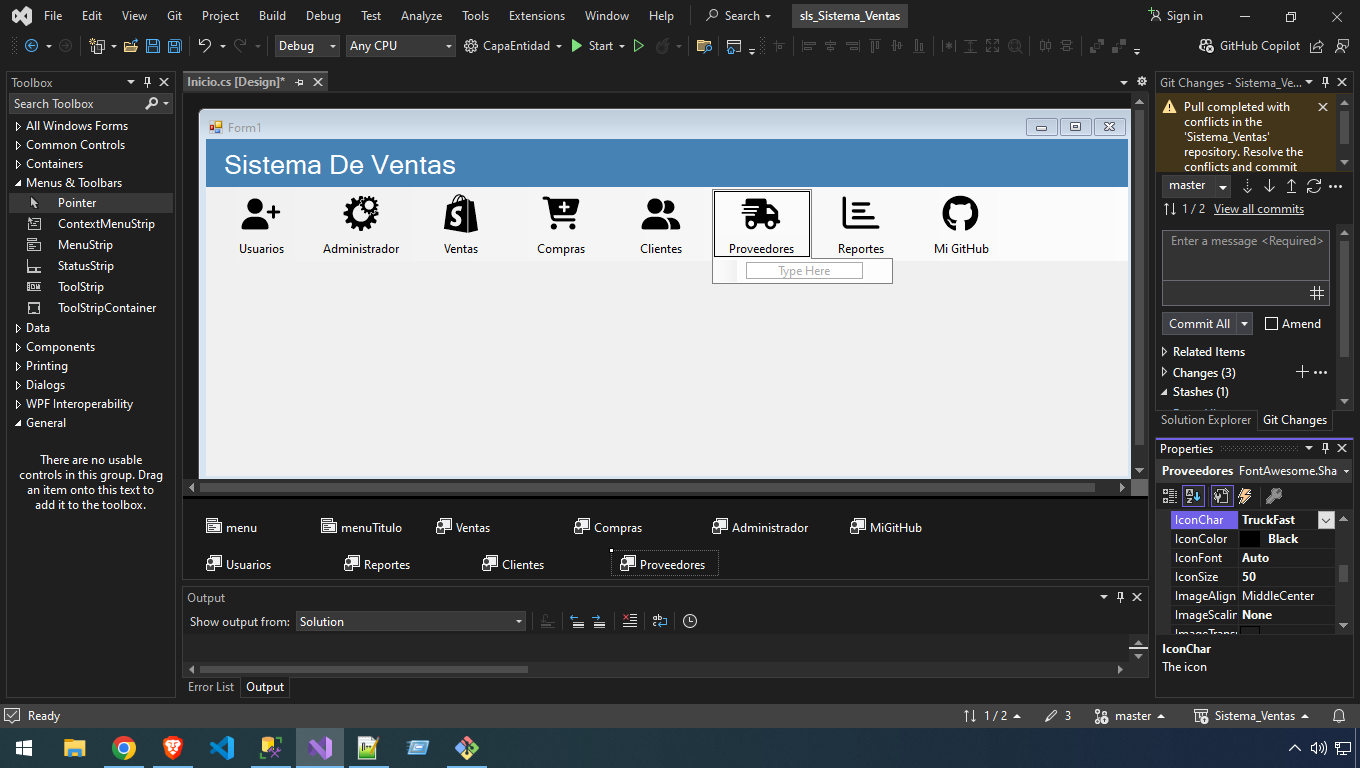 File Edit View Git Project Build Debug Test Analyze Tools Extensions Window Help Search sls_Sistema_Ventas Sign in
Debug Any CPU CapaEntidad Start GitHub Copilot
Toolbox
Search Toolbox
All Windows Forms
Common Controls
Containers
Menus & Toolbars
Pointer
ContextMenuStrip
MenuStrip
StatusStrip
ToolStrip
ToolStripContainer
Data
Components
Printing
Dialogs
WPF Interoperability
General
There are no usable
controls in this group. Drag
an item onto this text to
add it to the toolbox.
Inicio.cs [Design]*
Form1
Sistema De Ventas
Usuarios Administrador Ventas Compras Clientes Proveedores Reportes Mi GitHub
Type Here
menu menuTitulo Ventas Compras Administrador MiGitHub
Usuarios Reportes Clientes Proveedores
Output
Show output from: Solution
Error List Output
Git Changes - Sistema_Ve...
Pull completed with
conflicts in the
'Sistema_Ventas'
repository. Resolve the
conflicts and commit
master
1 / 2 View all commits
Enter a message <Required>
Commit All Amend
Related Items
Changes (3)
Stashes (1)
Solution Explorer Git Changes
Properties
Proveedores FontAwesome.Sha
IconChar TruckFast
IconColor Black
IconFont Auto
IconSize 50
ImageAlign MiddleCenter
ImageScalin None
IconChar
The icon
Ready 1 / 2 3 master Sistema_Ventas